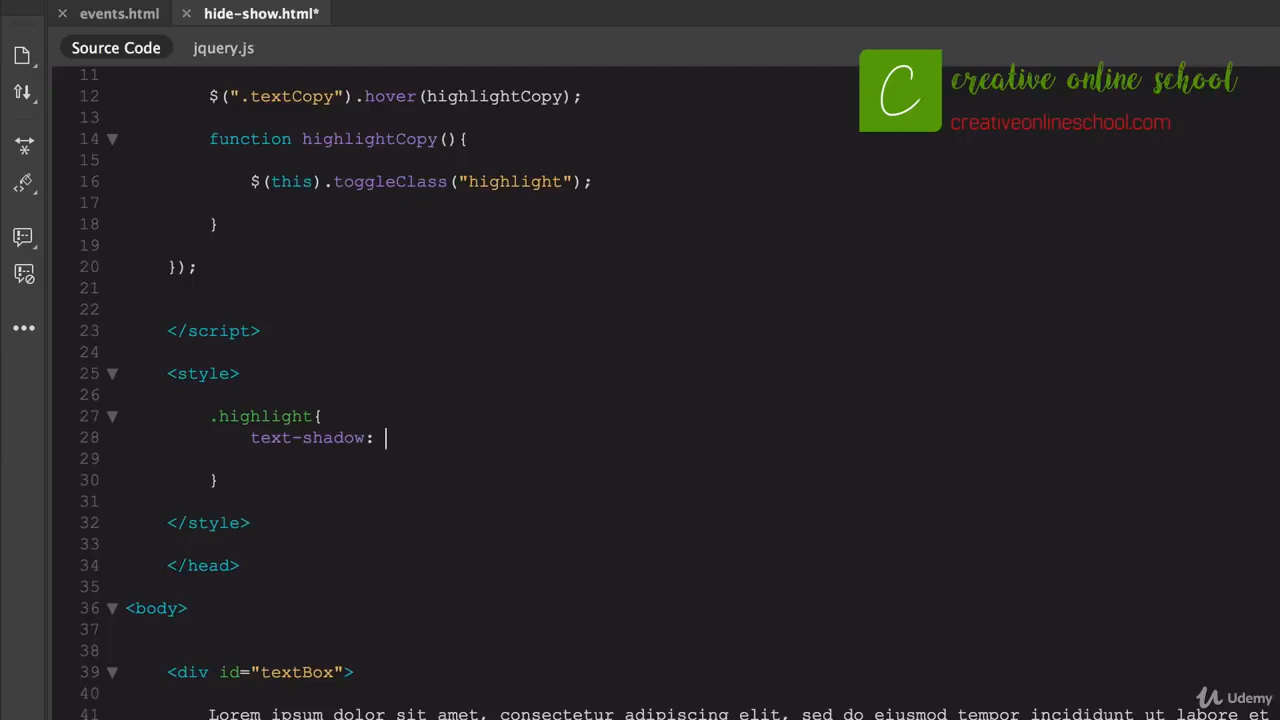 events.html
hide-show.html*
Source Code
jquery.js
creative online school
creativeonlineschool.com
C
11
12 $(".textCopy").hover(highlightCopy);
13
14 function highlightCopy(){
15
16 $(this).toggleClass("highlight");
17
18 }
19
20 });
21
22
23 </script>
24
25 <style>
26
27 .highlight{
28 text-shadow:
29
30 }
31
32 </style>
33
34 </head>
35
36 <body>
37
38
39 <div id="textBox">
40
41 Lorem ipsum dolor sit amet, consectetur adipiscing elit, sed do eiusmod tempor incididunt ut labore et
Udemy